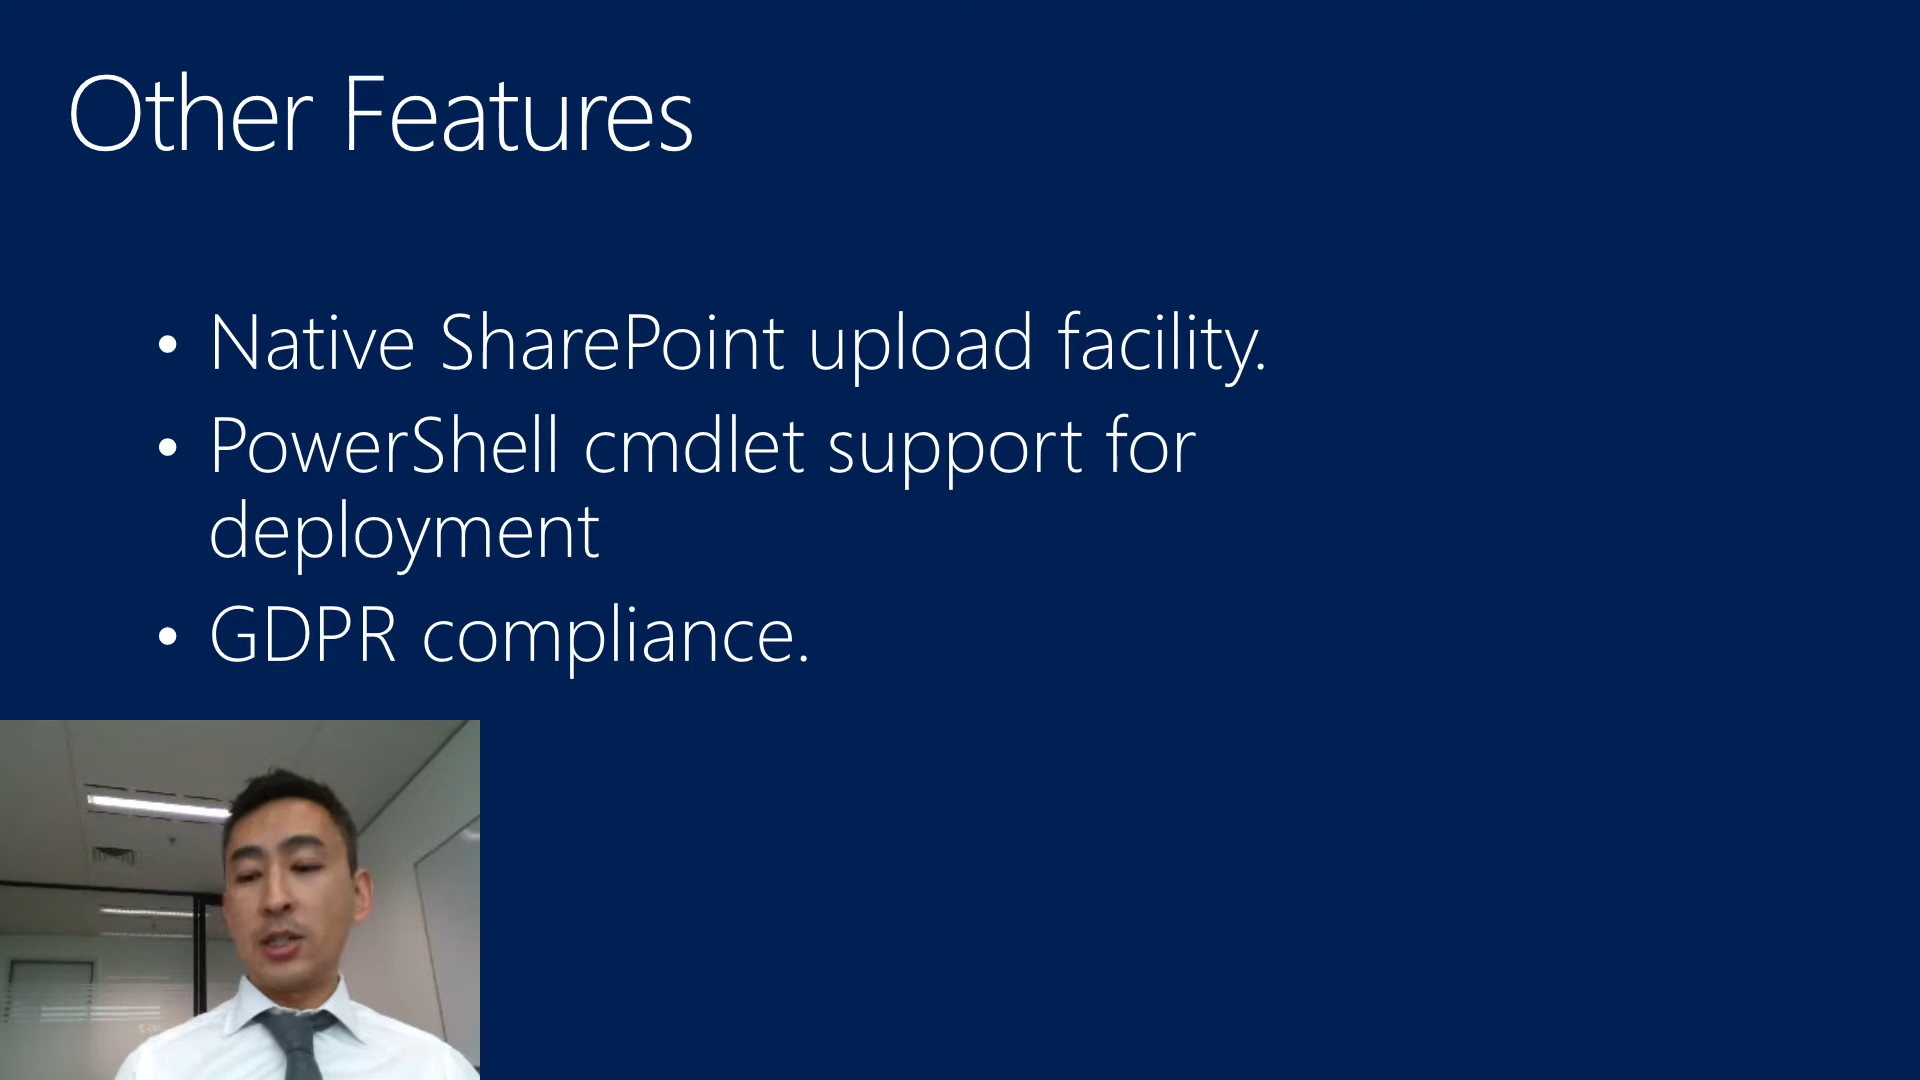 Other Features
• Native SharePoint upload facility.
• PowerShell cmdlet support for
deployment
• GDPR compliance.